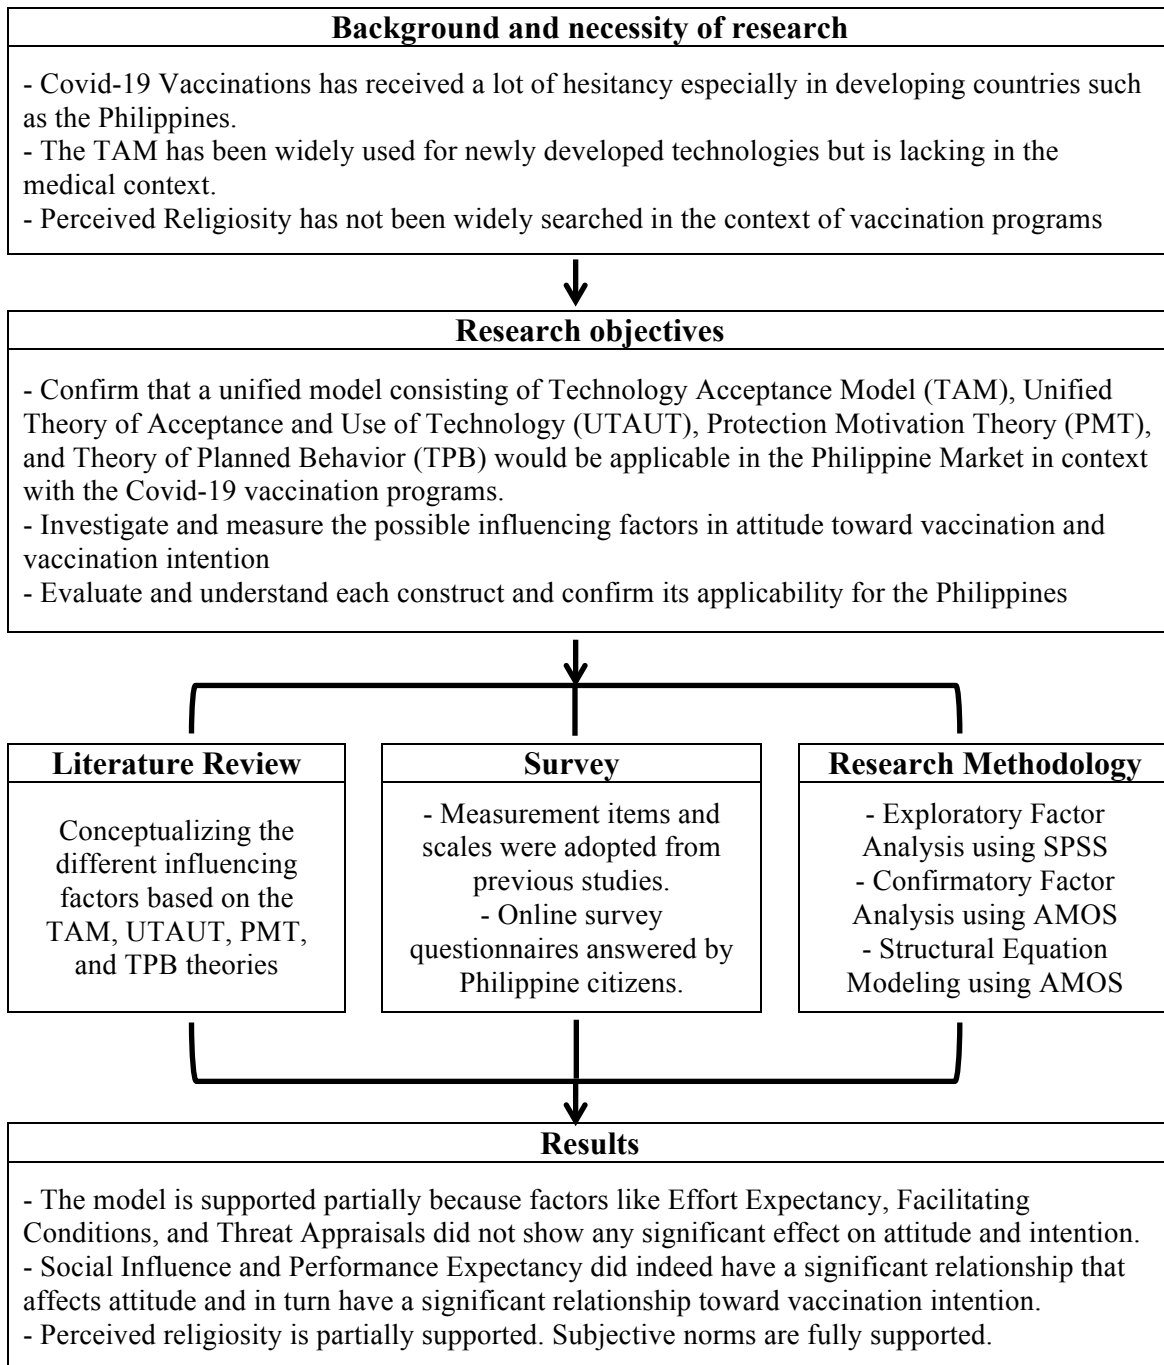 Background and necessity of research
- Covid-19 Vaccinations has received a lot of hesitancy especially in developing countries such
as the Philippines.
- The TAM has been widely used for newly developed technologies but is lacking in the
medical context.
- Perceived Religiosity has not been widely searched in the context of vaccination programs
Research objectives
- Confirm that a unified model consisting of Technology Acceptance Model (TAM), Unified
Theory of Acceptance and Use of Technology (UTAUT), Protection Motivation Theory (PMT),
and Theory of Planned Behavior (TPB) would be applicable in the Philippine Market in context
with the Covid-19 vaccination programs.
- Investigate and measure the possible influencing factors in attitude toward vaccination and
vaccination intention
- Evaluate and understand each construct and confirm its applicability for the Philippines
Literature Review
Conceptualizing the
different influencing
factors based on the
TAM, UTAUT, PMT,
and TPB theories
Survey
- Measurement items and
scales were adopted from
previous studies.
- Online survey
questionnaires answered by
Philippine citizens.
Research Methodology
- Exploratory Factor
Analysis using SPSS
- Confirmatory Factor
Analysis using AMOS
- Structural Equation
Modeling using AMOS
Results
- The model is supported partially because factors like Effort Expectancy, Facilitating
Conditions, and Threat Appraisals did not show any significant effect on attitude and intention.
- Social Influence and Performance Expectancy did indeed have a significant relationship that
affects attitude and in turn have a significant relationship toward vaccination intention.
- Perceived religiosity is partially supported. Subjective norms are fully supported.